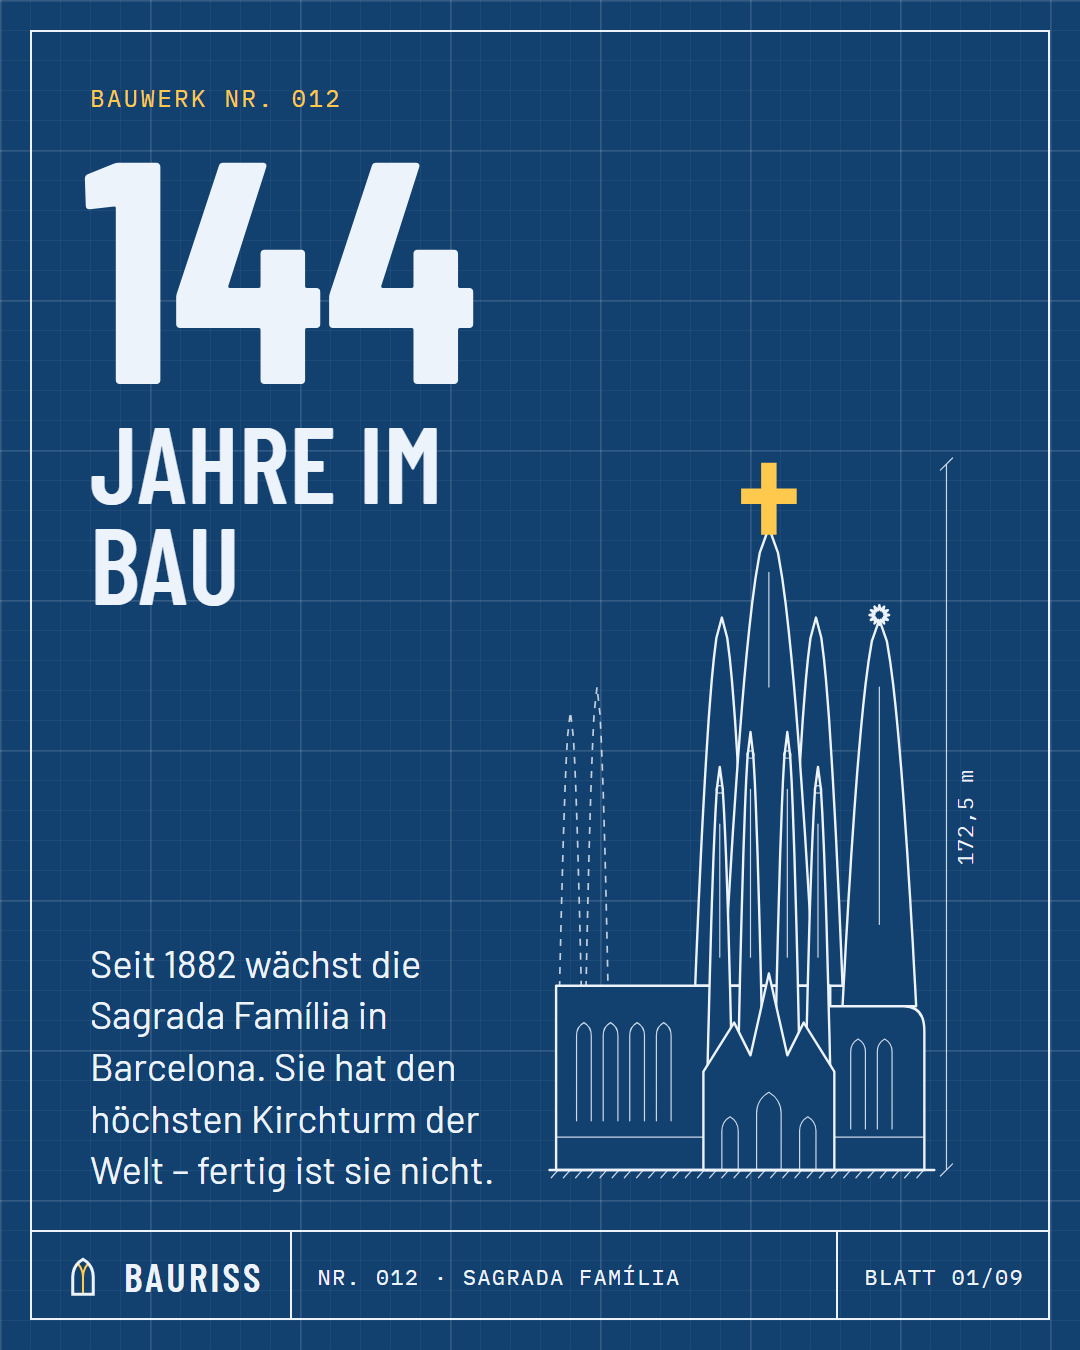 BAUWERK NR. 012
144
JAHRE IM
BAU
172,5 m
Seit 1882 wächst die
Sagrada Família in
Barcelona. Sie hat den
höchsten Kirchturm der
Welt – fertig ist sie nicht.
BAURISS
NR. 012 · SAGRADA FAMÍLIA
BLATT 01/09